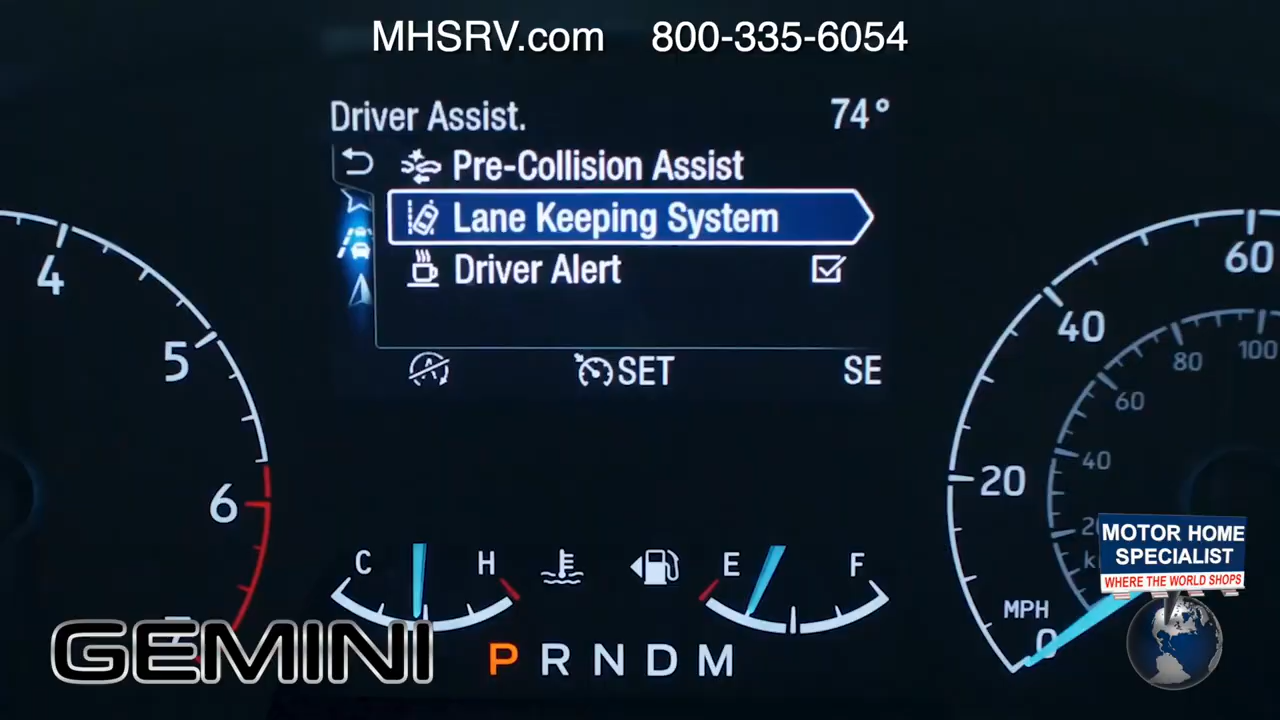 MHSRV.com 800-335-6054
Driver Assist. 74°
Pre-Collision Assist
Lane Keeping System
Driver Alert
SET SE
4
5
6
60
40
20
0
MPH
100
80
60
40
C H
E F
P R N D M
GEMINI
MOTOR HOME
SPECIALIST
WHERE THE WORLD SHOPS